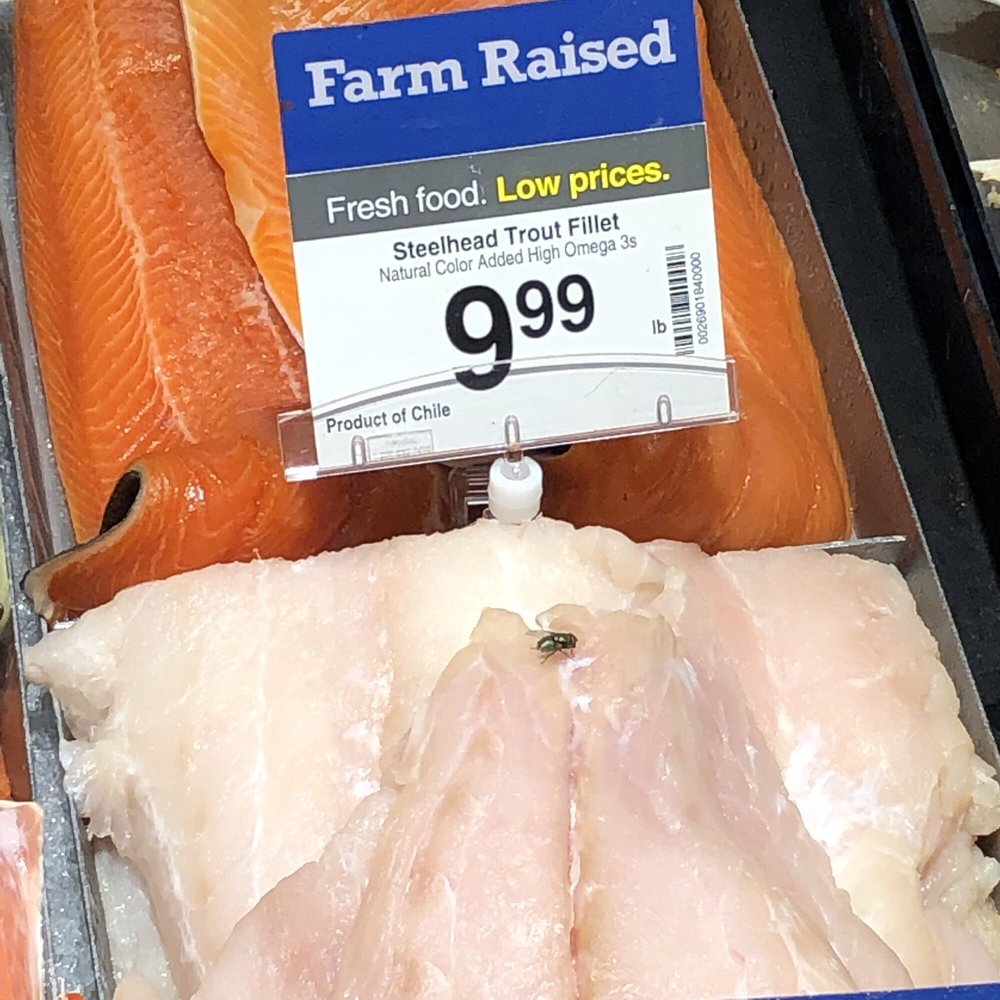 Farm Raised
Fresh food. Low prices.
Steelhead Trout Fillet
Natural Color Added High Omega 3s
9 99
lb
0026901840000
Product of Chile